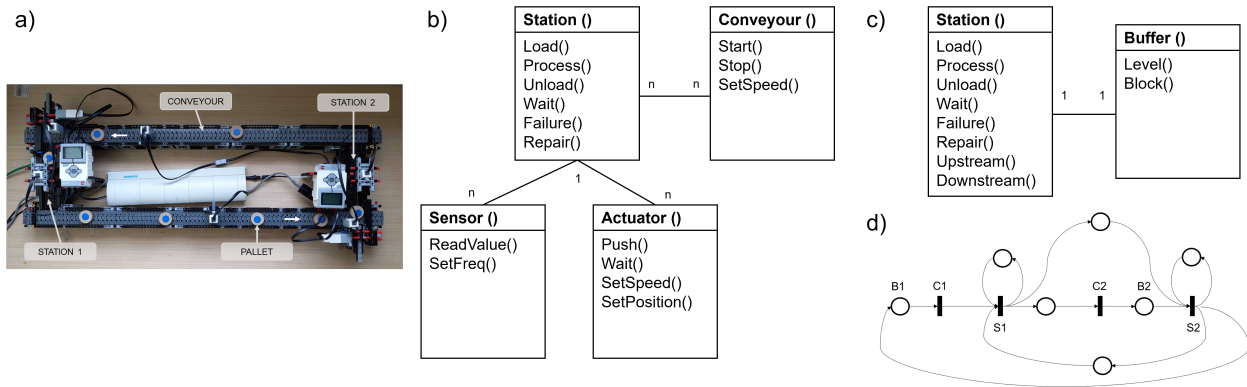 a)
CONVEYOUR
STATION 2
STATION 1
PALLET
b)
Station ()
Load()
Process()
Unload()
Wait()
Failure()
Repair()
n
n
Conveyour ()
Start()
Stop()
SetSpeed()
n
1
n
Sensor ()
ReadValue()
SetFreq()
Actuator ()
Push()
Wait()
SetSpeed()
SetPosition()
c)
Station ()
Load()
Process()
Unload()
Wait()
Failure()
Repair()
Upstream()
Downstream()
1
1
Buffer ()
Level()
Block()
d)
B1
C1
S1
C2
B2
S2